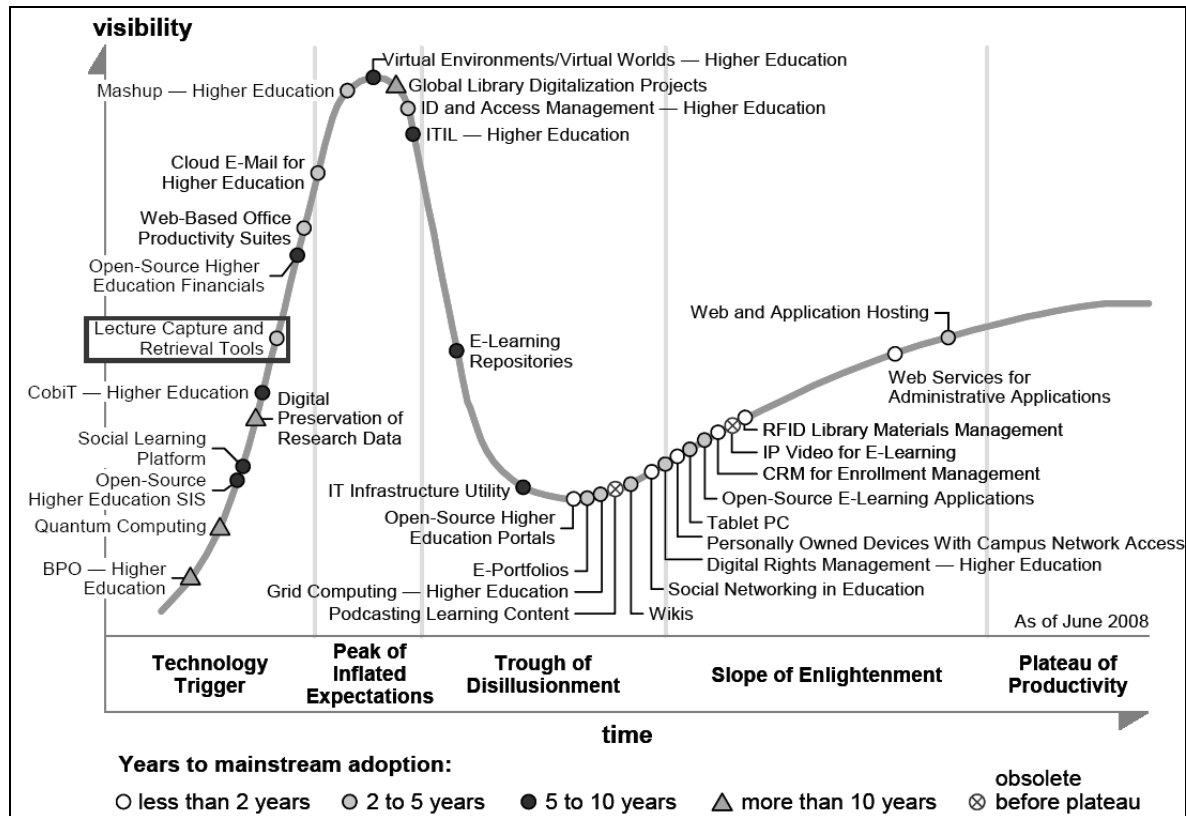 visibility
Virtual Environments/Virtual Worlds — Higher Education
Mashup — Higher Education
Global Library Digitalization Projects
ID and Access Management — Higher Education
ITIL — Higher Education
Cloud E-Mail for
Higher Education
Web-Based Office
Productivity Suites
Open-Source Higher
Education Financials
Lecture Capture and
Retrieval Tools
CobiT — Higher Education
Digital
Preservation of
Research Data
Social Learning
Platform
Open-Source
Higher Education SIS
Quantum Computing
BPO — Higher
Education
E-Learning
Repositories
IT Infrastructure Utility
Open-Source Higher
Education Portals
E-Portfolios
Grid Computing — Higher Education
Podcasting Learning Content
Wikis
Social Networking in Education
Digital Rights Management — Higher Education
Personally Owned Devices With Campus Network Access
Tablet PC
Open-Source E-Learning Applications
CRM for Enrollment Management
IP Video for E-Learning
RFID Library Materials Management
Web Services for
Administrative Applications
Web and Application Hosting
As of June 2008
Technology
Trigger
Peak of
Inflated
Expectations
Trough of
Disillusionment
Slope of Enlightenment
Plateau of
Productivity
time
Years to mainstream adoption:
less than 2 years
2 to 5 years
5 to 10 years
more than 10 years
obsolete
before plateau